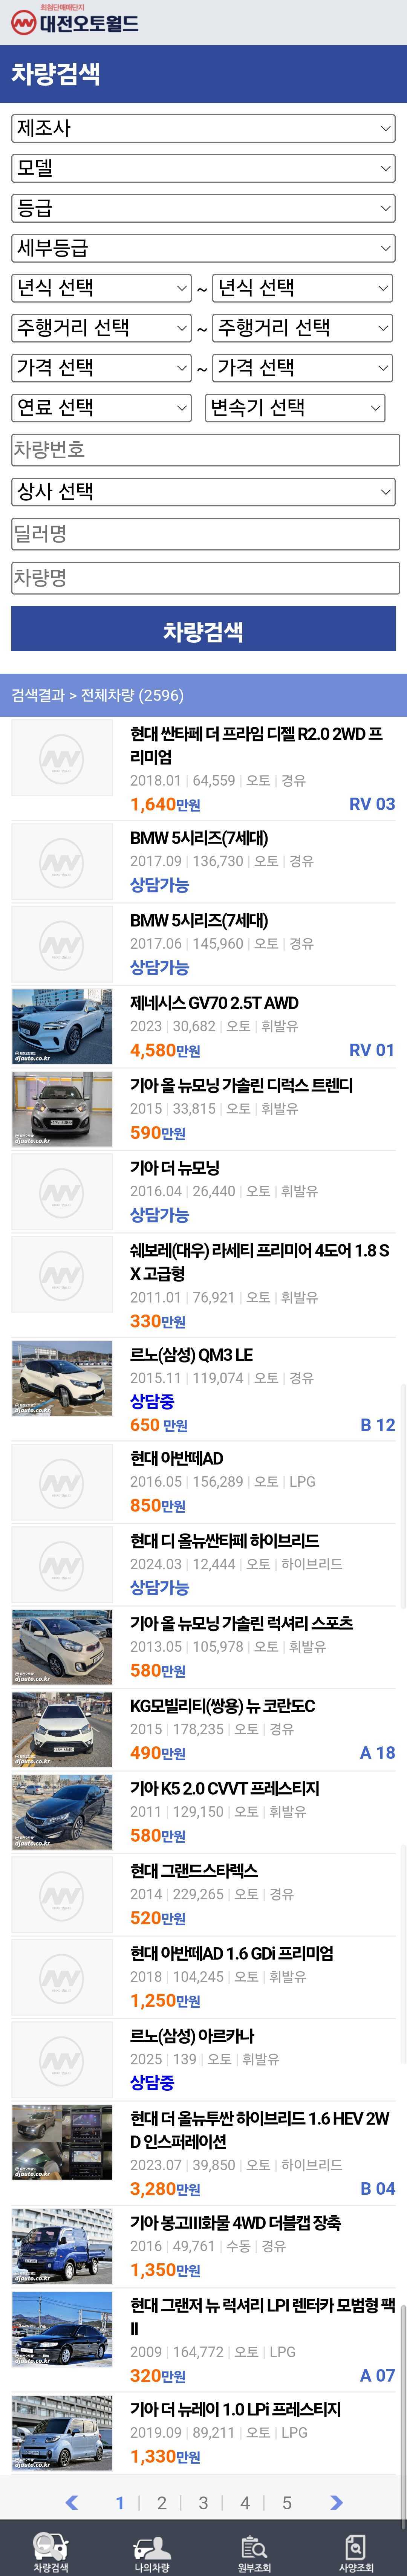 최첨단매매단지
대전오토월드
차량검색
제조사
모델
등급
세부등급
년식 선택 ~ 년식 선택
주행거리 선택 ~ 주행거리 선택
가격 선택 ~ 가격 선택
연료 선택 변속기 선택
차량번호
상사 선택
딜러명
차량명
차량검색
검색결과 > 전체차량 (2596)
현대 싼타페 더 프라임 디젤 R2.0 2WD 프
리미엄
2018.01 | 64,559 | 오토 | 경유
1,640만원 RV 03
BMW 5시리즈(7세대)
2017.09 | 136,730 | 오토 | 경유
상담가능
BMW 5시리즈(7세대)
2017.06 | 145,960 | 오토 | 경유
상담가능
제네시스 GV70 2.5T AWD
2023 | 30,682 | 오토 | 휘발유
4,580만원 RV 01
djauto.co.kr
기아 올 뉴모닝 가솔린 디럭스 트렌디
2015 | 33,815 | 오토 | 휘발유
590만원
djauto.co.kr
기아 더 뉴모닝
2016.04 | 26,440 | 오토 | 휘발유
상담가능
쉐보레(대우) 라세티 프리미어 4도어 1.8 S
X 고급형
2011.01 | 76,921 | 오토 | 휘발유
330만원
르노(삼성) QM3 LE
2015.11 | 119,074 | 오토 | 경유
상담중
650 만원 B 12
djauto.co.kr
현대 아반떼AD
2016.05 | 156,289 | 오토 | LPG
850만원
현대 디 올뉴싼타페 하이브리드
2024.03 | 12,444 | 오토 | 하이브리드
상담가능
기아 올 뉴모닝 가솔린 럭셔리 스포츠
2013.05 | 105,978 | 오토 | 휘발유
580만원
djauto.co.kr
KG모빌리티(쌍용) 뉴 코란도C
2015 | 178,235 | 오토 | 경유
490만원 A 18
djauto.co.kr
기아 K5 2.0 CVVT 프레스티지
2011 | 129,150 | 오토 | 휘발유
580만원
djauto.co.kr
현대 그랜드스타렉스
2014 | 229,265 | 오토 | 경유
520만원
현대 아반떼AD 1.6 GDi 프리미엄
2018 | 104,245 | 오토 | 휘발유
1,250만원
르노(삼성) 아르카나
2025 | 139 | 오토 | 휘발유
상담중
현대 더 올뉴투싼 하이브리드 1.6 HEV 2W
D 인스퍼레이션
2023.07 | 39,850 | 오토 | 하이브리드
3,280만원 B 04
djauto.co.kr
기아 봉고III화물 4WD 더블캡 장축
2016 | 49,761 | 수동 | 경유
1,350만원
djauto.co.kr
현대 그랜저 뉴 럭셔리 LPI 렌터카 모범형 팩
II
2009 | 164,772 | 오토 | LPG
320만원 A 07
djauto.co.kr
기아 더 뉴레이 1.0 LPi 프레스티지
2019.09 | 89,211 | 오토 | LPG
1,330만원
djauto.co.kr
1 | 2 | 3 | 4 | 5
차량검색 나의차량 원부조회 사양조회